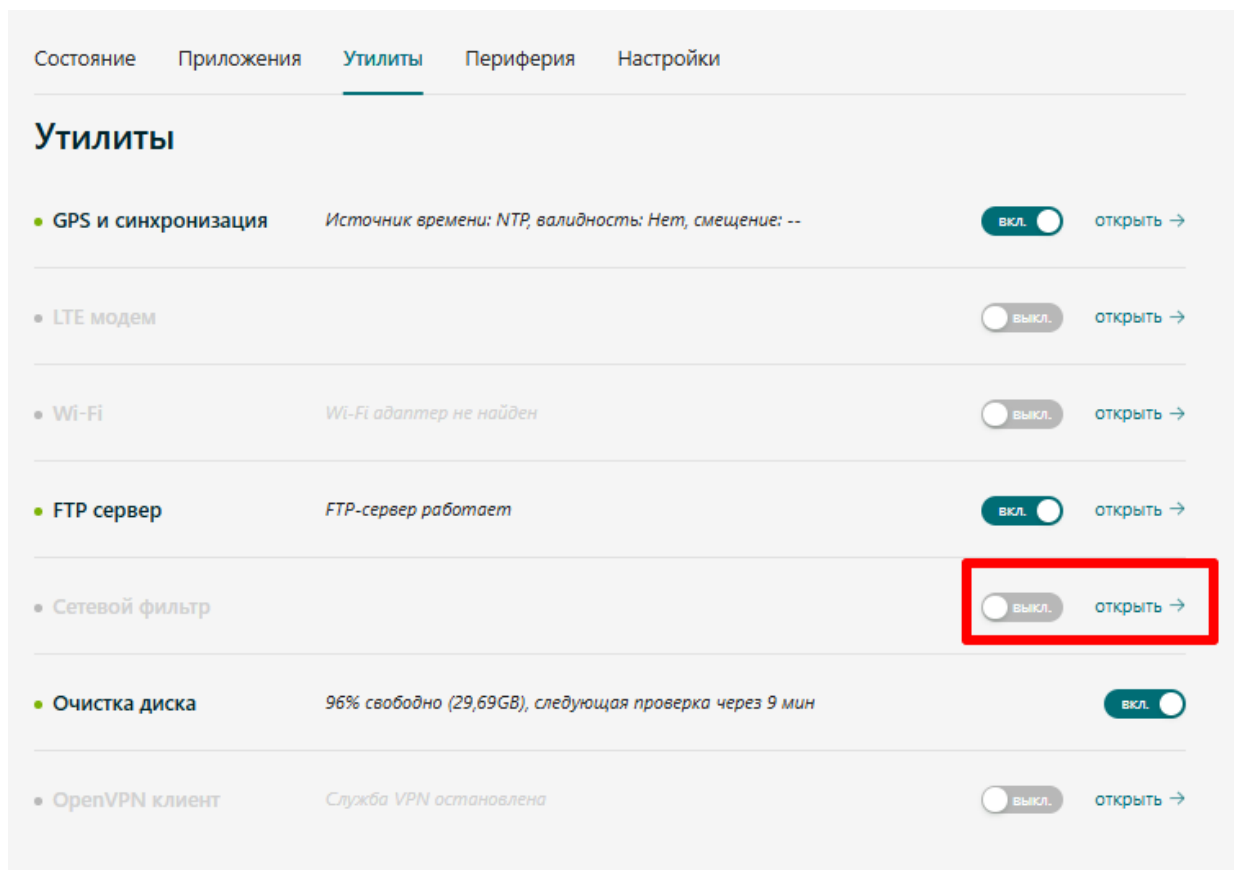 Состояние Приложения Утилиты Периферия Настройки
Утилиты
GPS и синхронизация Источник времени: NTP, валидность: Нет, смещение: -- вкл. открыть →
LTE модем выкл. открыть →
Wi-Fi Wi-Fi адаптер не найден выкл. открыть →
FTP сервер FTP-сервер работает вкл. открыть →
Сетевой фильтр выкл. открыть →
Очистка диска 96% свободно (29,69GB), следующая проверка через 9 мин вкл.
OpenVPN клиент Служба VPN остановлена выкл. открыть →